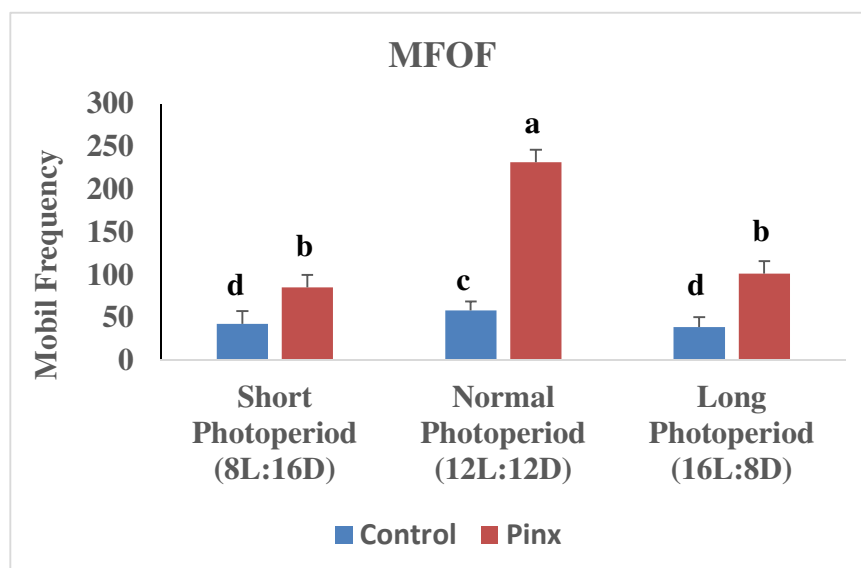 MFOF
Mobil Frequency
300
250
200
150
100
50
0
d
b
c
a
d
b
Short
Photoperiod
(8L:16D)
Normal
Photoperiod
(12L:12D)
Long
Photoperiod
(16L:8D)
Control
Pinx